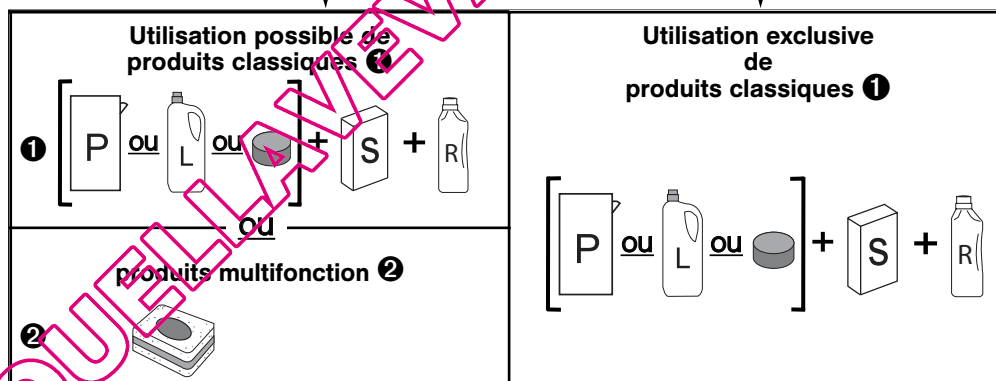 Utilisation possible de
produits classiques ❶
❶ [ P ou L ou ] + S + R
ou
produits multifonction ❷
❷
Utilisation exclusive
de
produits classiques ❶
[ P ou L ou ] + S + R
OUELLAVEV